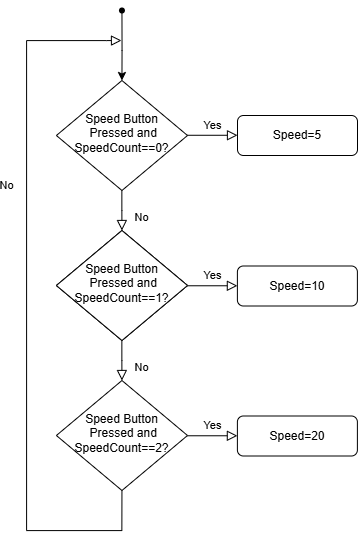 Speed Button
Pressed and
SpeedCount==0?
Yes
Speed=5
No
No
Speed Button
Pressed and
SpeedCount==1?
Yes
Speed=10
No
Speed Button
Pressed and
SpeedCount==2?
Yes
Speed=20